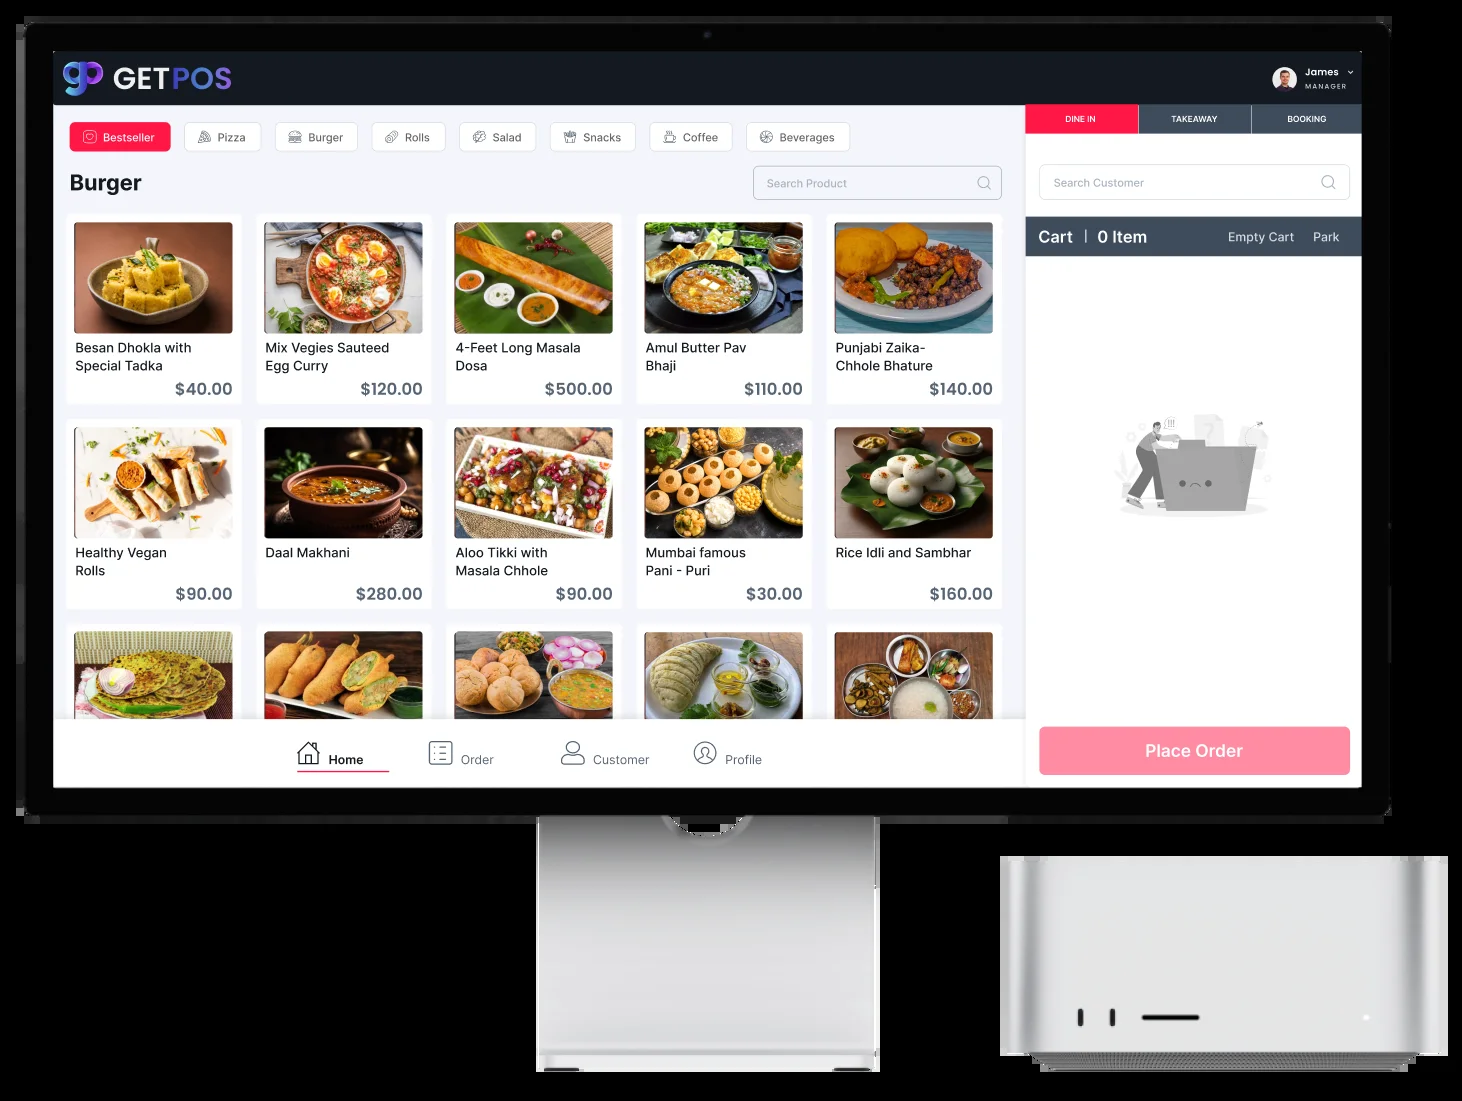 GETPOS
James
MANAGER
Bestseller
Pizza
Burger
Rolls
Salad
Snacks
Coffee
Beverages
DINE IN
TAKEAWAY
BOOKING
Burger
Search Product
Search Customer
Cart | 0 Item
Empty Cart
Park
Besan Dhokla with
Special Tadka
$40.00
Mix Vegies Sauteed
Egg Curry
$120.00
4-Feet Long Masala
Dosa
$500.00
Amul Butter Pav
Bhaji
$110.00
Punjabi Zaika-
Chhole Bhature
$140.00
Healthy Vegan
Rolls
$90.00
Daal Makhani
$280.00
Aloo Tikki with
Masala Chhole
$90.00
Mumbai famous
Pani - Puri
$30.00
Rice Idli and Sambhar
$160.00
!!!
?
Home
Order
Customer
Profile
Place Order